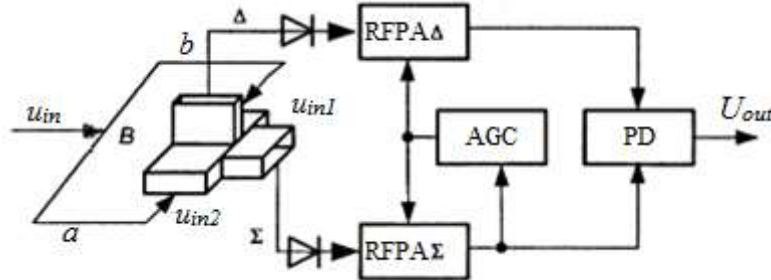 Δ
RFPAΔ
b
u_in1
u_in
B
AGC
PD
U_out
u_in2
a
Σ
RFPAΣ